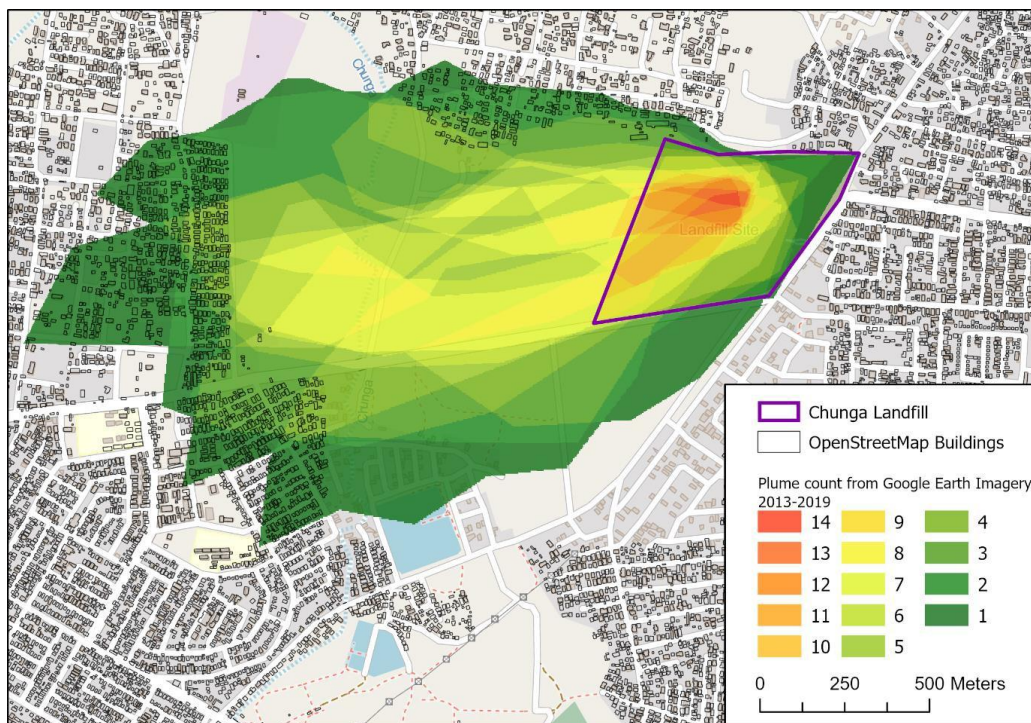 Chunga
Landfill Site
Chunga
Chunga Landfill
OpenStreetMap Buildings
Plume count from Google Earth Imagery
2013-2019
14 9 4
13 8 3
12 7 2
11 6 1
10 5
0 250 500 Meters